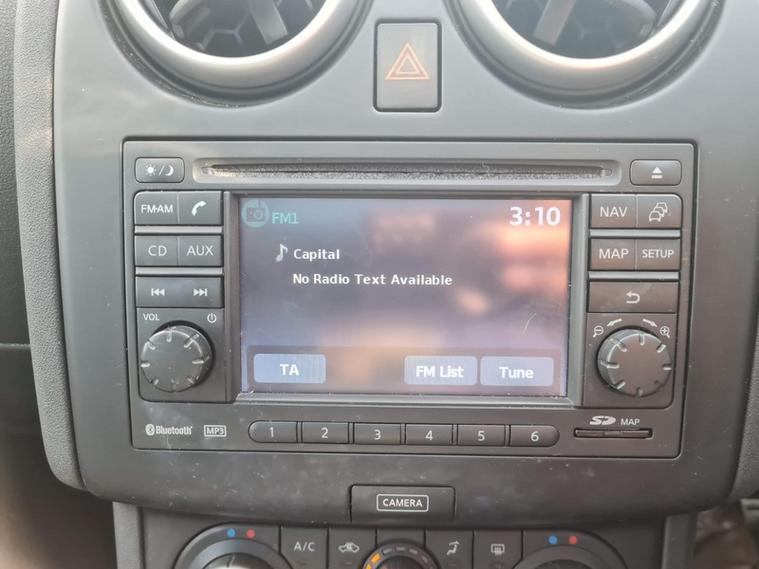 FM·AM
CD AUX
VOL
FM1 3:10
Capital
No Radio Text Available
TA FM List Tune
NAV
MAP SETUP
Bluetooth MP3 1 2 3 4 5 6 SD MAP
CAMERA
A/C